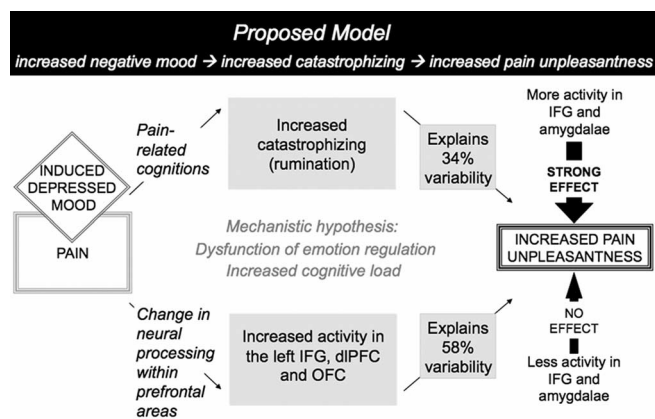 Proposed Model
increased negative mood → increased catastrophizing → increased pain unpleasantness
INDUCED
DEPRESSED
MOOD
PAIN
Pain-
related
cognitions
Increased
catastrophizing
(rumination)
Explains
34%
variability
More activity in
IFG and
amygdalae
STRONG
EFFECT
Mechanistic hypothesis:
Dysfunction of emotion regulation
Increased cognitive load
INCREASED PAIN
UNPLEASANTNESS
Change in
neural
processing
within
prefrontal
areas
Increased activity in
the left IFG, dlPFC
and OFC
Explains
58%
variability
NO
EFFECT
Less activity in
IFG and
amygdalae